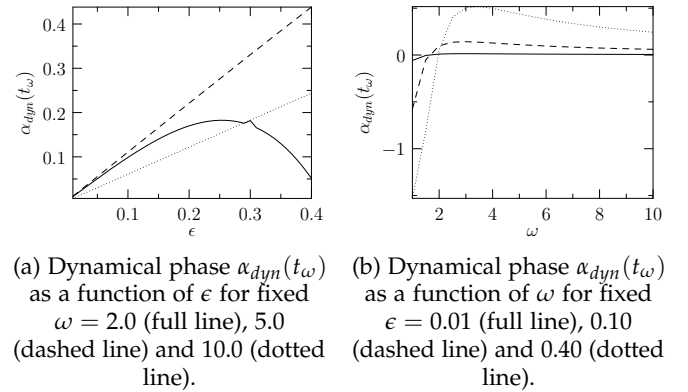 α_dyn(t_ω)
0.4
0.3
0.2
0.1
0.1
0.2
0.3
0.4
ϵ
α_dyn(t_ω)
0
−1
2
4
6
8
10
ω
(a) Dynamical phase α_dyn(t_ω)
as a function of ϵ for fixed
ω = 2.0 (full line), 5.0
(dashed line) and 10.0 (dotted
line).
(b) Dynamical phase α_dyn(t_ω)
as a function of ω for fixed
ϵ = 0.01 (full line), 0.10
(dashed line) and 0.40 (dotted
line).